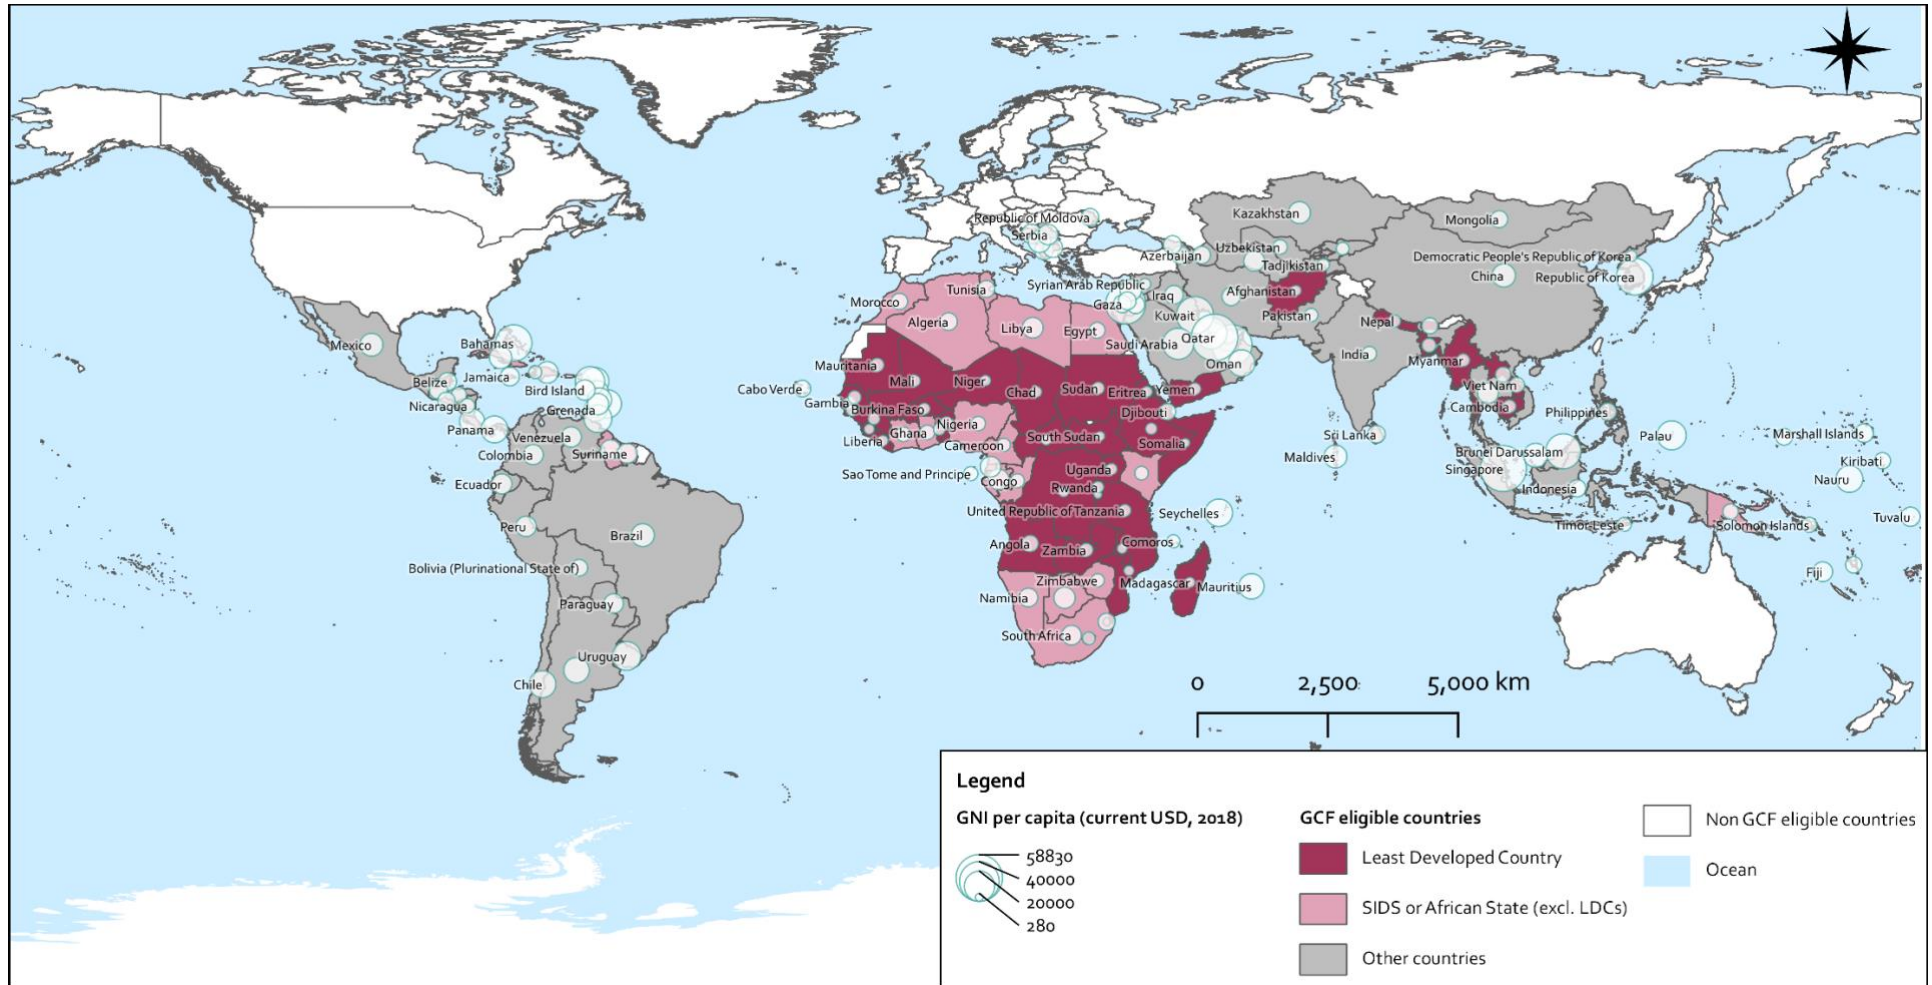 Republic of Moldova
Serbia
Kazakhstan
Mongolia
Azerbaijan
Uzbekistan
Tadjikistan
Democratic People's Republic of Korea
China
Republic of Korea
Tunisia
Syrian Arab Republic
Morocco
Gaza
Iraq
Afghanistan
Algeria
Libya
Egypt
Kuwait
Pakistan
Nepal
Mexico
Bahamas
Saudi Arabia
Qatar
India
Myanmar
Mauritania
Oman
Belize
Jamaica
Bird Island
Cabo Verde
Mali
Niger
Chad
Sudan
Eritrea
Yemen
Viet Nam
Nicaragua
Grenada
Gambia
Burkina Faso
Djibouti
Cambodia
Philippines
Panama
Venezuela
Liberia
Ghana
Nigeria
South Sudan
Somalia
Sri Lanka
Palau
Marshall Islands
Colombia
Suriname
Cameroon
Maldives
Brunei Darussalam
Singapore
Kiribati
Ecuador
Sao Tome and Principe
Congo
Uganda
Rwanda
Indonesia
Nauru
Peru
Brazil
United Republic of Tanzania
Seychelles
Timor-Leste
Solomon Islands
Tuvalu
Angola
Zambia
Comoros
Bolivia (Plurinational State of)
Zimbabwe
Madagascar
Mauritius
Fiji
Paraguay
Namibia
South Africa
Uruguay
Chile
0 2,500 5,000 km
Legend
GNI per capita (current USD, 2018)
58830
40000
20000
280
GCF eligible countries
Least Developed Country
SIDS or African State (excl. LDCs)
Other countries
Non GCF eligible countries
Ocean